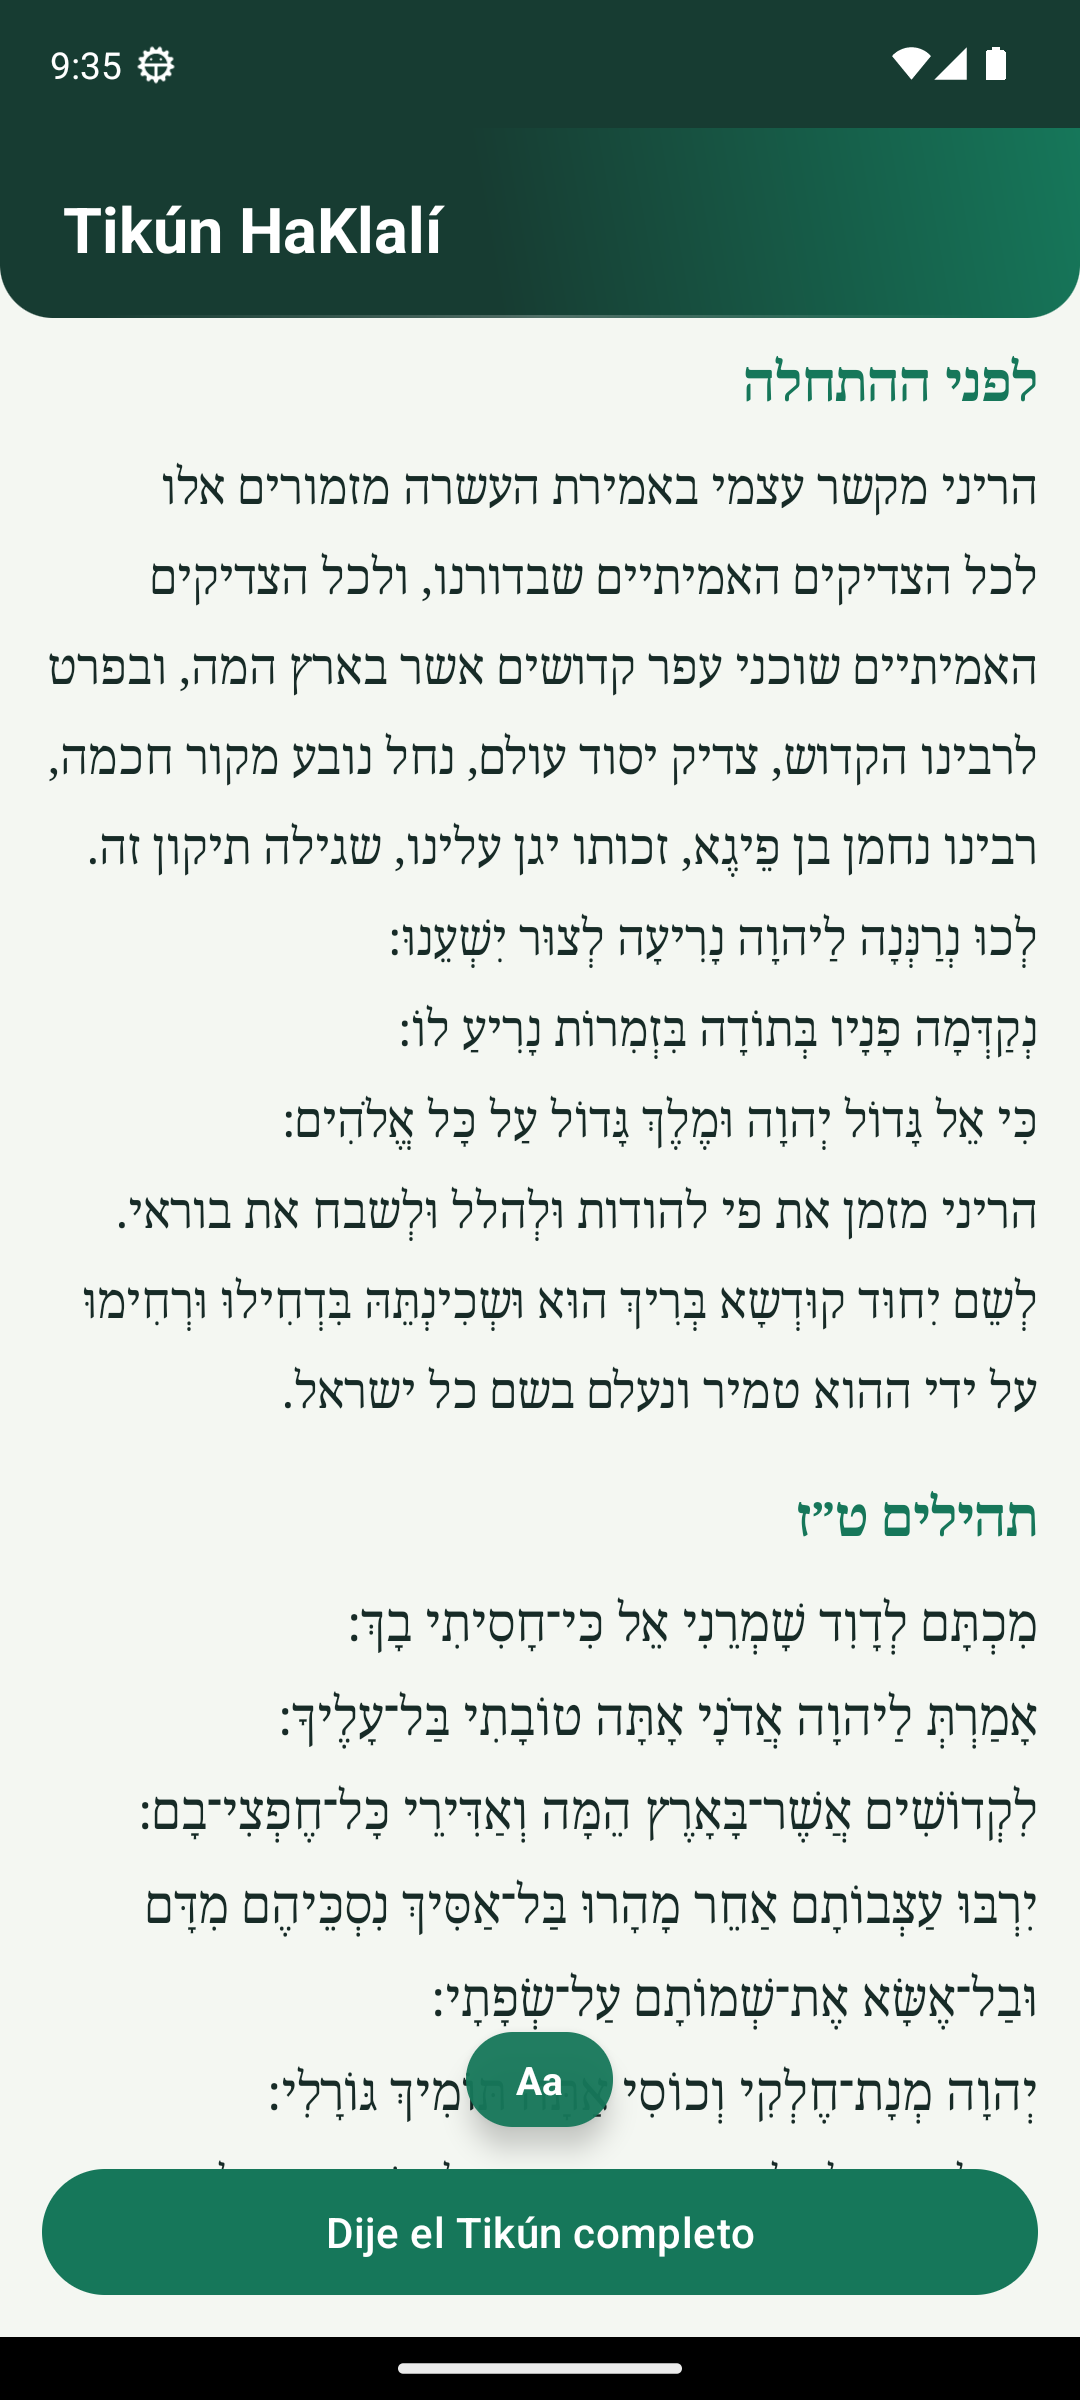 9:35
Tikún HaKlalí
לפני ההתחלה
הריני מקשר עצמי באמירת העשרה מזמורים אלו
לכל הצדיקים האמיתיים שבדורנו, ולכל הצדיקים
האמיתיים שוכני עפר קדושים אשר בארץ המה, ובפרט
לרבינו הקדוש, צדיק יסוד עולם, נחל נובע מקור חכמה,
רבינו נחמן בן פֵיגֶא, זכותו יגן עלינו, שגילה תיקון זה.
לְכוּ נְרַנְּנָה לַיהוָה נָרִיעָה לְצוּר יִשְׁעֵנוּ:
נְקַדְּמָה פָנָיו בְּתוֹדָה בִּזְמִרוֹת נָרִיעַ לוֹ:
כִּי אֵל גָּדוֹל יְהוָה וּמֶלֶךְ גָּדוֹל עַל כָּל אֱלֹהִים:
הריני מזמן את פי להודות וּלְהלל וּלְשבח את בוראי.
לְשֵׁם יִחוּד קוּדְשָׁא בְּרִיךְ הוּא וּשְׁכִינְתֵּהּ בִּדְחִילוּ וּרְחִימוּ
על ידי ההוא טמיר ונעלם בשם כל ישראל.
תהילים ט״ז
מִכְתָּם לְדָוִד שָׁמְרֵנִי אֵל כִּי־חָסִיתִי בָךְ:
אָמַרְתְּ לַיהוָה אֲדֹנָי אָתָּה טוֹבָתִי בַּל־עָלֶיךָ:
לִקְדוֹשִׁים אֲשֶׁר־בָּאָרֶץ הֵמָּה וְאַדִּירֵי כָּל־חֶפְצִי־בָם:
יִרְבּוּ עַצְּבוֹתָם אַחֵר מָהָרוּ בַּל־אַסִּיךְ נִסְכֵּיהֶם מִדָּם
וּבַל־אֶשָּׂא אֶת־שְׁמוֹתָם עַל־שְׂפָתָי:
יְהוָה מְנָת־חֶלְקִי וְכוֹסִי אַתָּה תּוֹמִיךְ גּוֹרָלִי:
Aa
Dije el Tikún completo